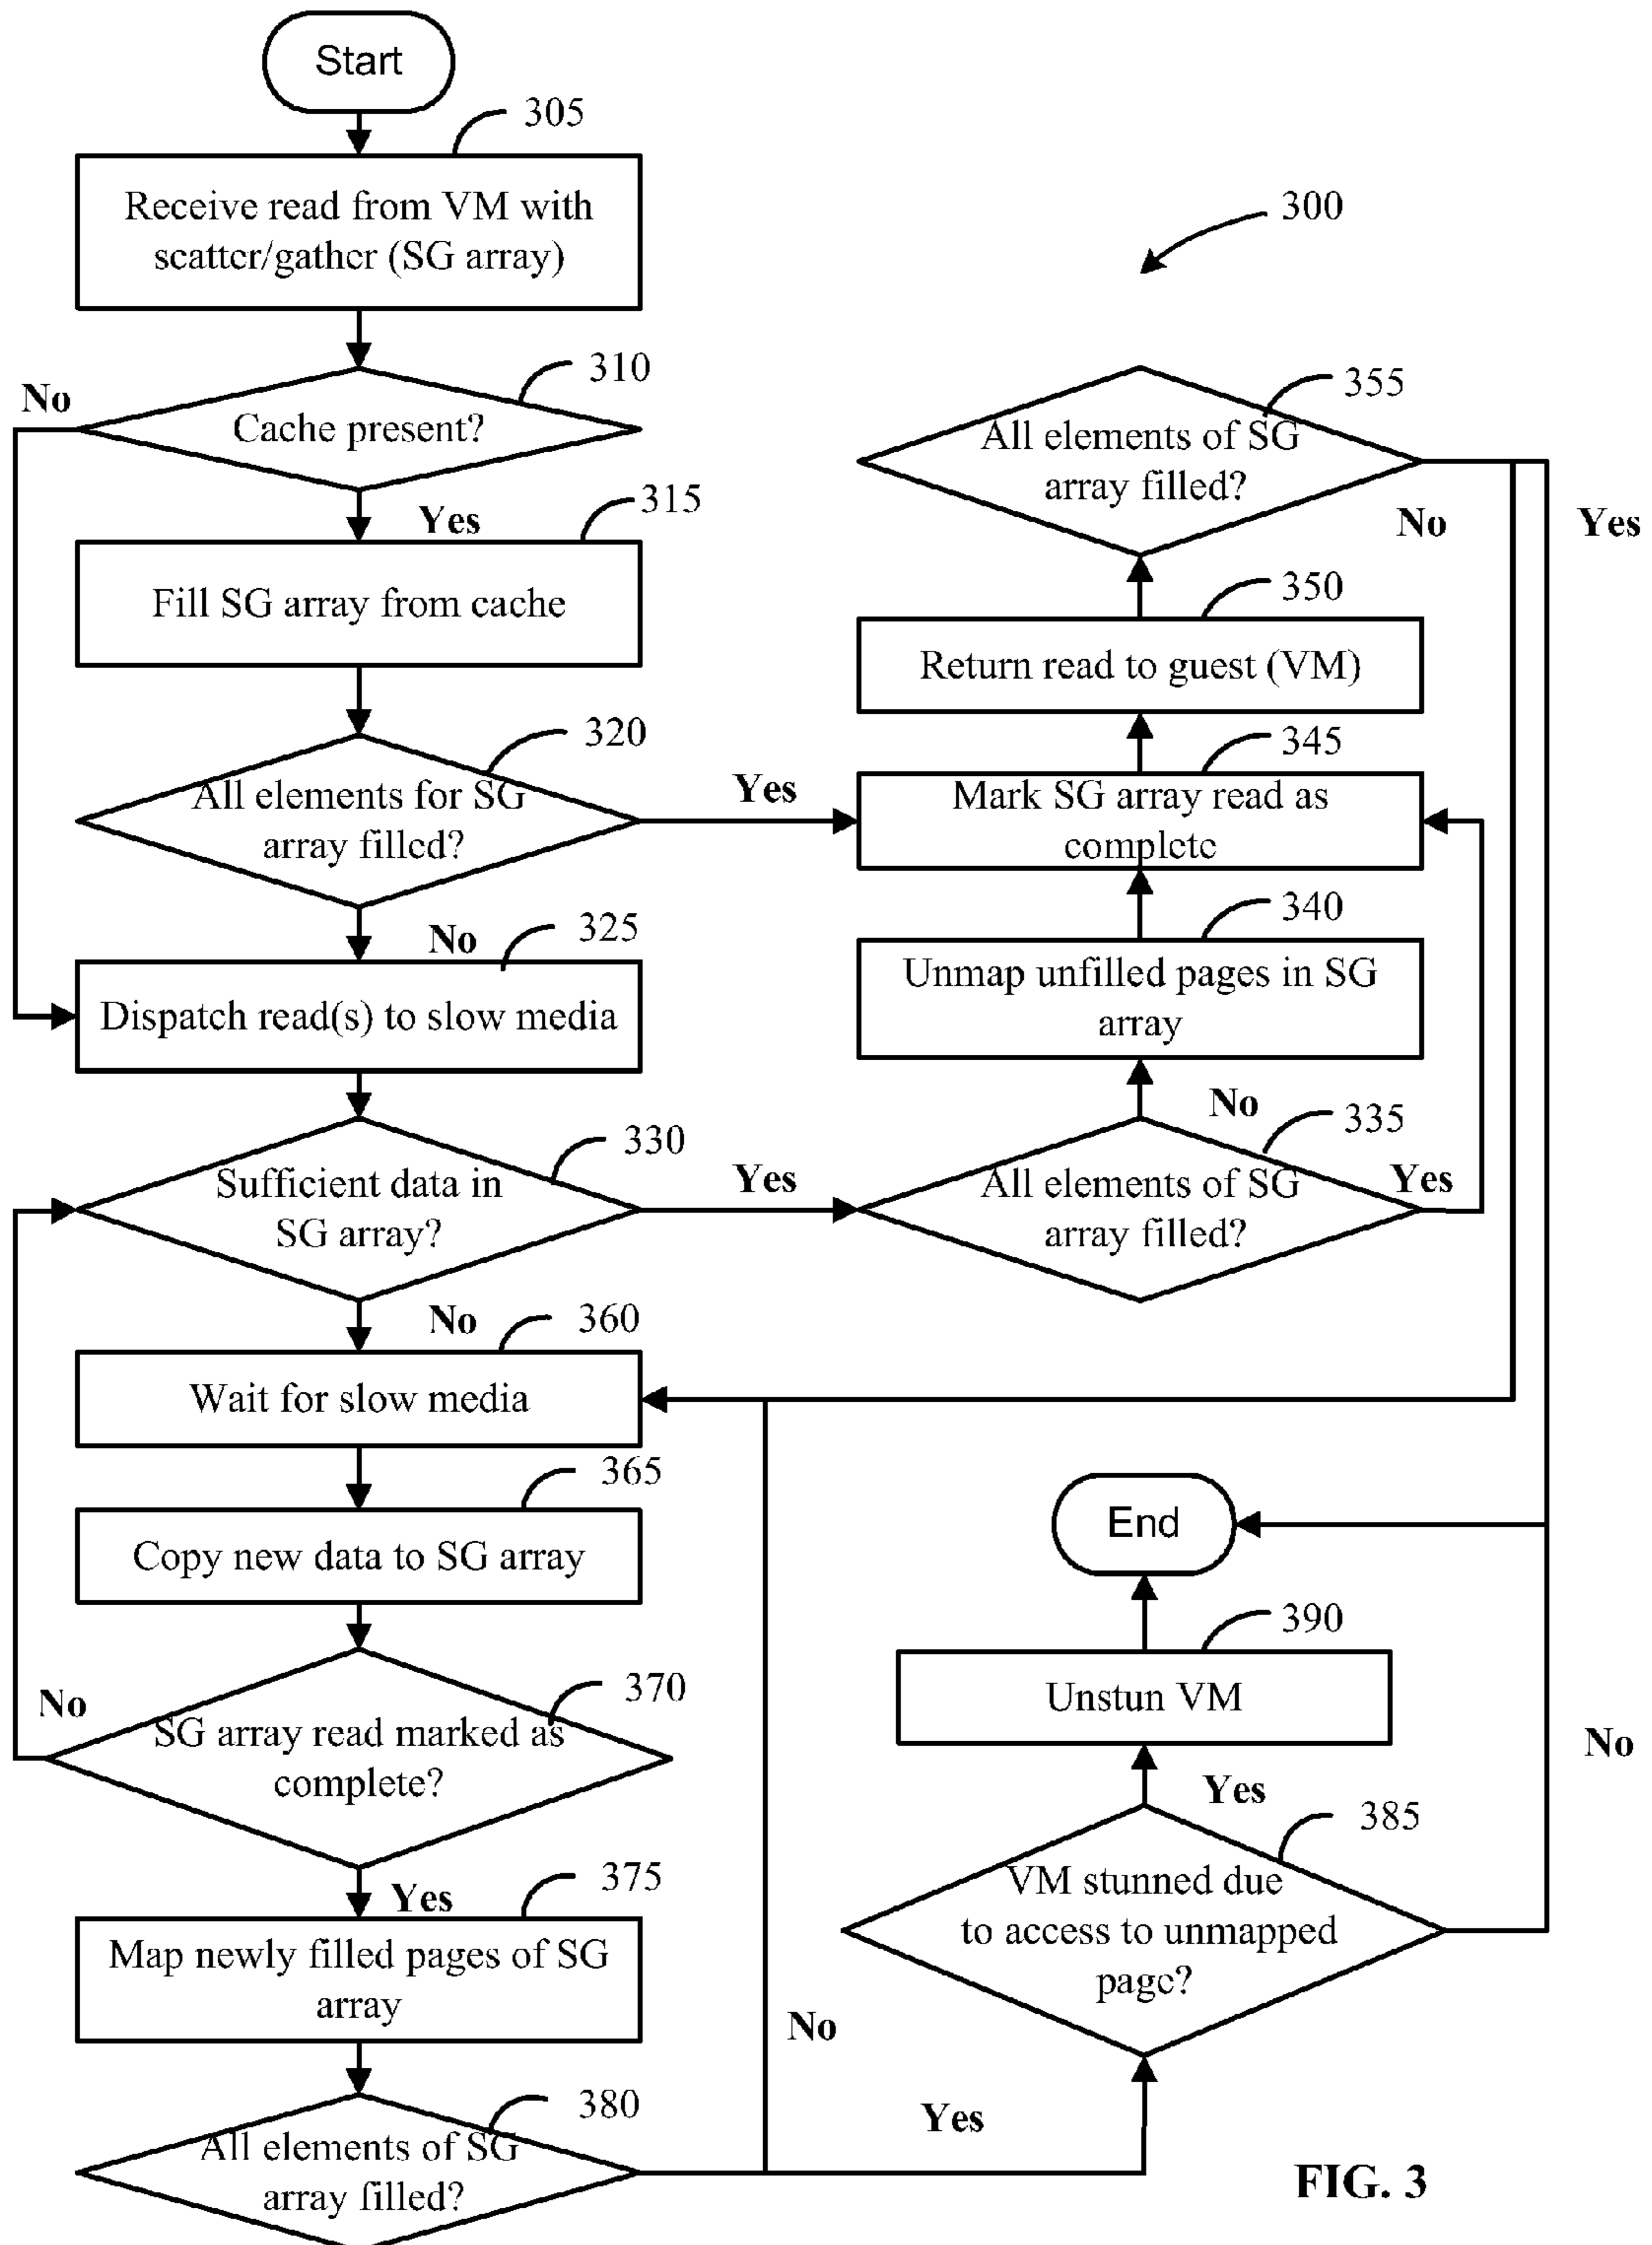 Start
305
Receive read from VM with
scatter/gather (SG array)
300
310
No
Cache present?
Yes
315
Fill SG array from cache
320
All elements for SG
array filled?
Yes
No
325
Dispatch read(s) to slow media
330
Sufficient data in
SG array?
Yes
No
360
Wait for slow media
365
Copy new data to SG array
370
No
SG array read marked as
complete?
Yes
375
Map newly filled pages of SG
array
380
All elements of SG
array filled?
No
Yes
355
All elements of SG
array filled?
No
Yes
350
Return read to guest (VM)
345
Mark SG array read as
complete
340
Unmap unfilled pages in SG
array
No
335
All elements of SG
array filled?
Yes
End
390
Unstun VM
Yes
No
385
VM stunned due
to access to unmapped
page?
FIG. 3